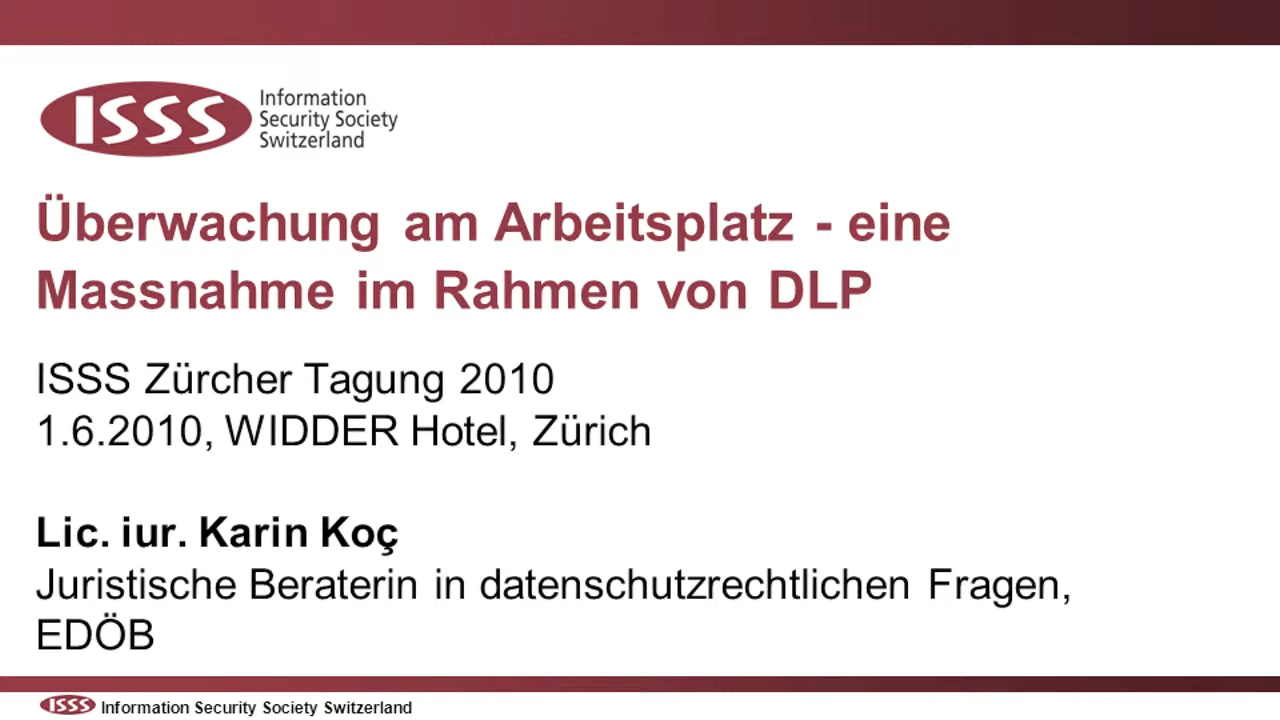 ISSS
Information
Security Society
Switzerland
Überwachung am Arbeitsplatz - eine
Massnahme im Rahmen von DLP
ISSS Zürcher Tagung 2010
1.6.2010, WIDDER Hotel, Zürich
Lic. iur. Karin Koç
Juristische Beraterin in datenschutzrechtlichen Fragen,
EDÖB
ISSS Information Security Society Switzerland